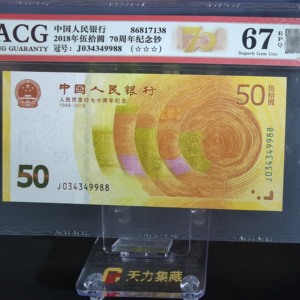 ACG
NG GUARANTY
中国人民银行 86817138
2018年伍拾圆 70周年纪念钞
冠号: J034349988 (☆☆☆)
70
67 EPQ
Superb Gem Unc
中国人民银行
人民币发行七十周年纪念
1948-2018
50 伍拾圆
50
J034349988
J034349988
天力集藏